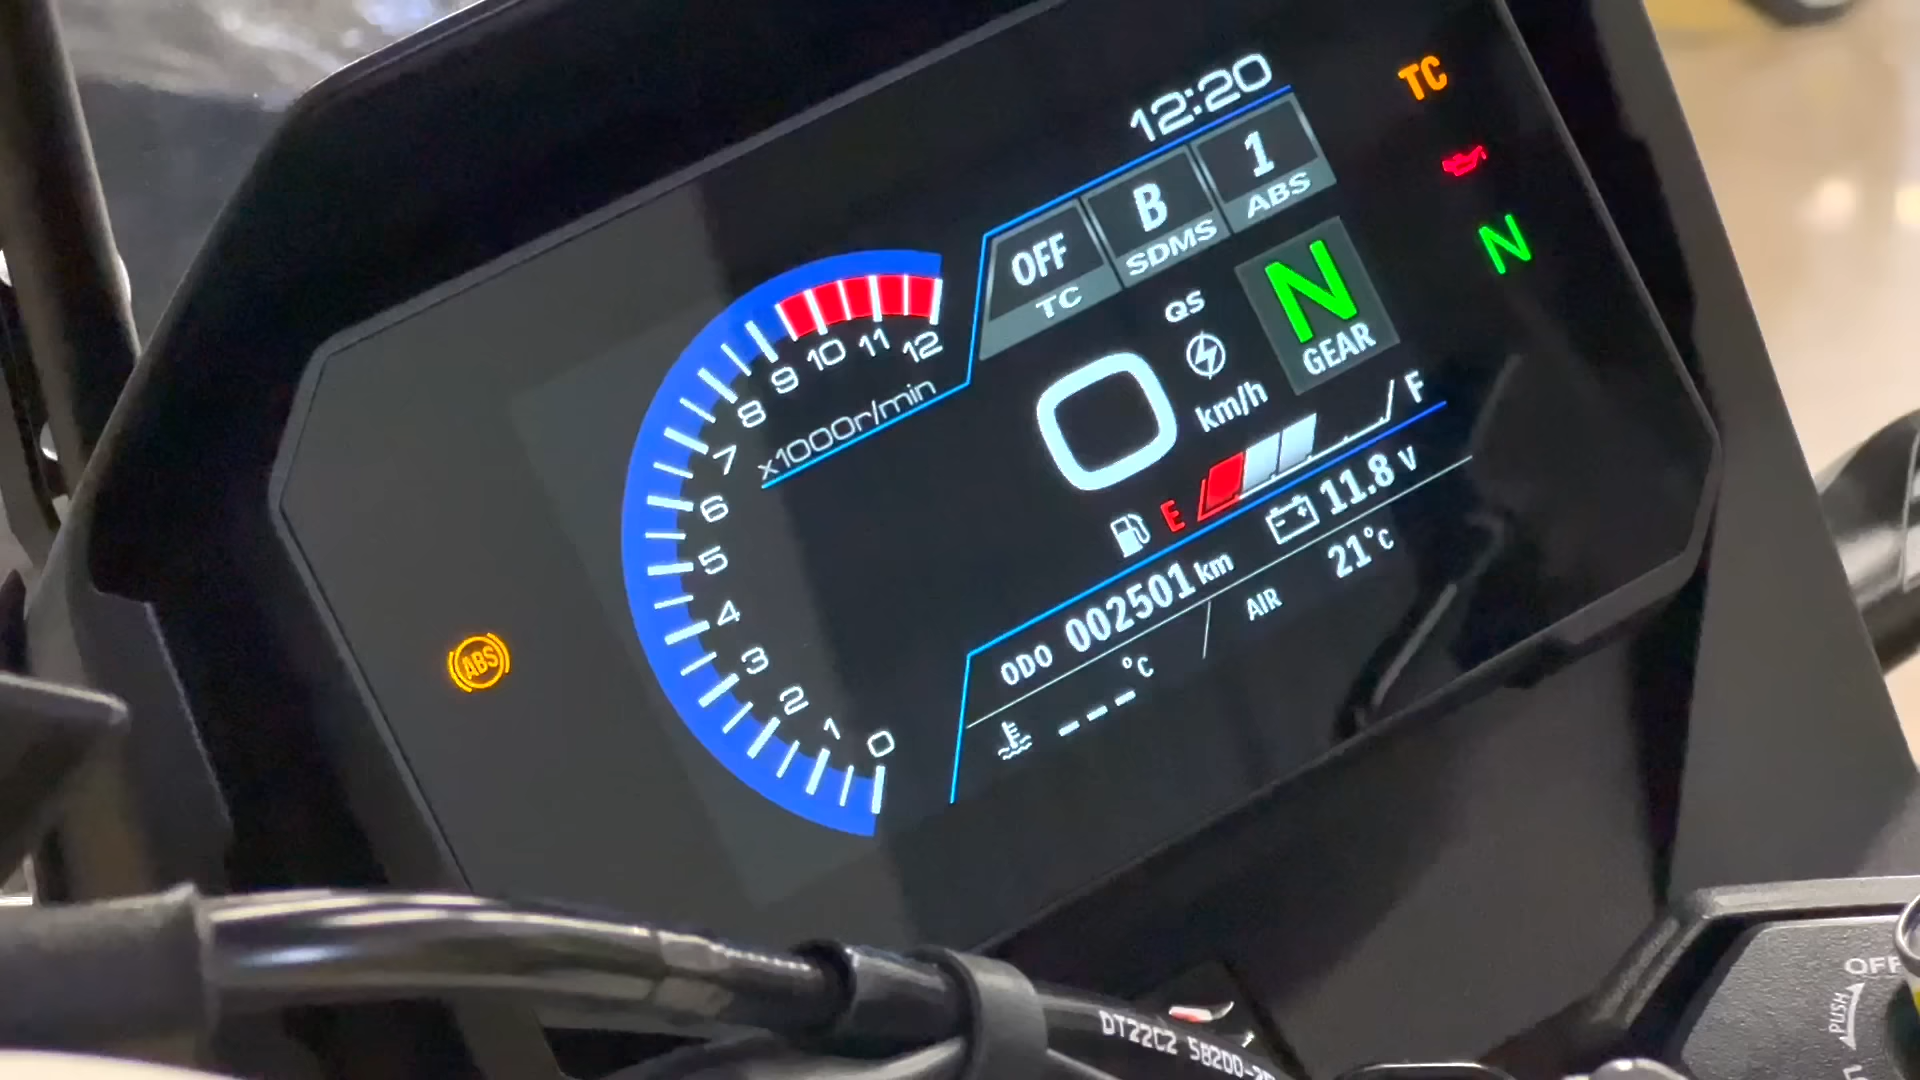 12:20
TC
OFF
TC
B
SDMS
1
ABS
N
QS
N
GEAR
0
km/h
12
11
10
9
8
7
6
5
4
3
2
1
0
x1000r/min
E
F
11.8 V
ODO 002501 km
---°C
AIR
21°C
ABS
DT22C2 58200-
OFF
PUSH